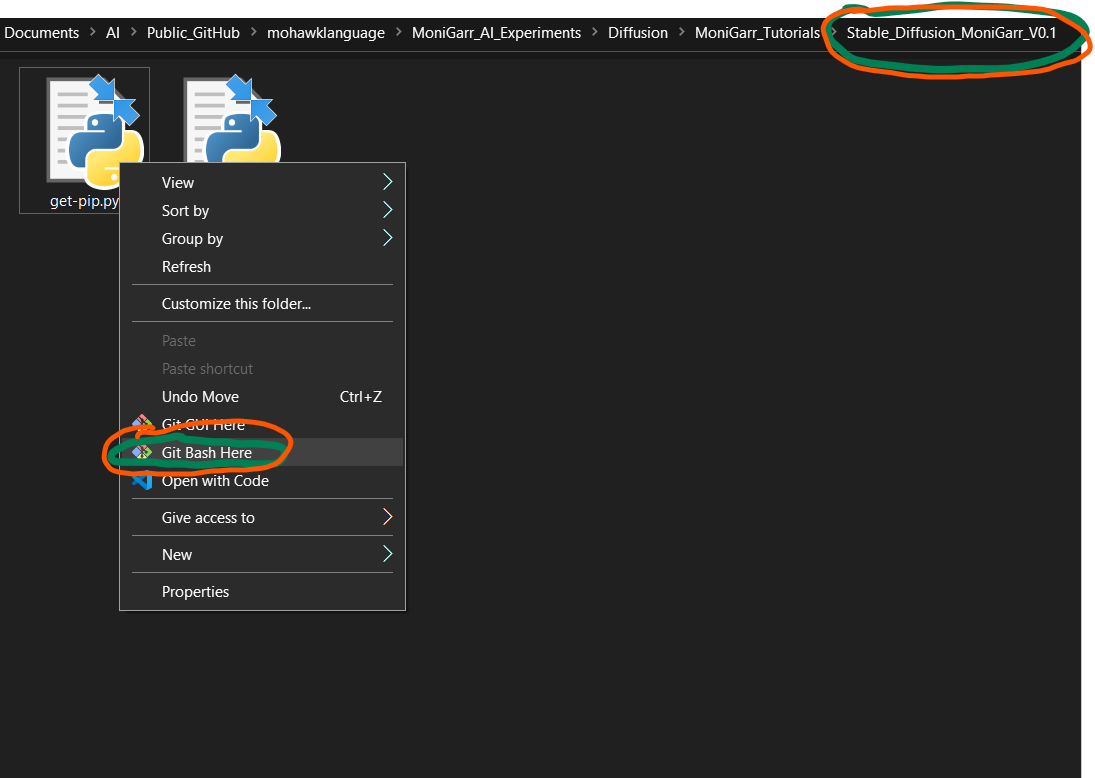 Documents > AI > Public_GitHub > mohawklanguage > MoniGarr_AI_Experiments > Diffusion > MoniGarr_Tutorials > Stable_Diffusion_MoniGarr_V0.1
get-pip.py
View
Sort by
Group by
Refresh
Customize this folder...
Paste
Paste shortcut
Undo Move Ctrl+Z
Git GUI Here
Git Bash Here
Open with Code
Give access to
New
Properties